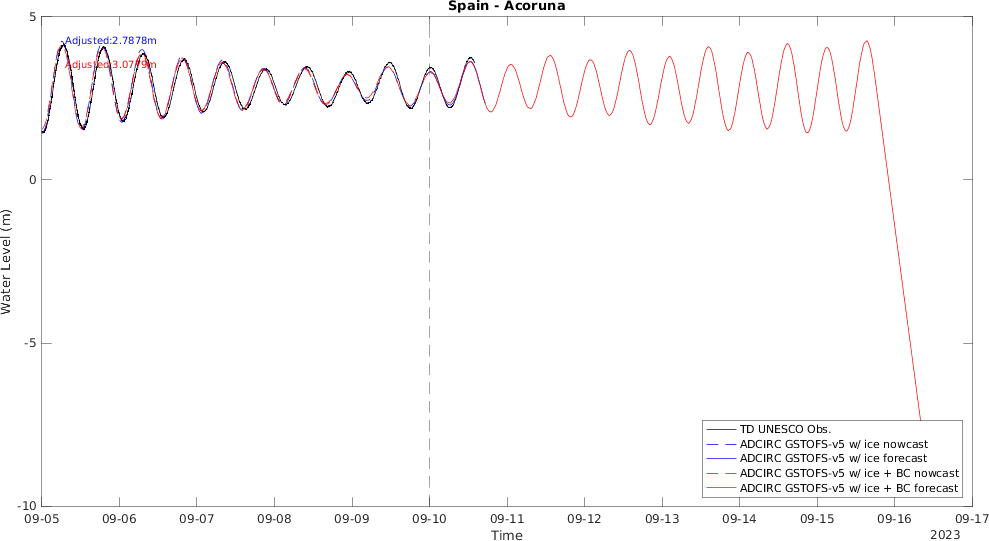 Spain - Acoruna
5
0
-5
-10
Water Level (m)
Adjusted:2.7878m
Adjusted:3.0779m
TD UNESCO Obs.
ADCIRC GSTOFS-v5 w/ ice nowcast
ADCIRC GSTOFS-v5 w/ ice forecast
ADCIRC GSTOFS-v5 w/ ice + BC nowcast
ADCIRC GSTOFS-v5 w/ ice + BC forecast
09-05 09-06 09-07 09-08 09-09 09-10 09-11 09-12 09-13 09-14 09-15 09-16 09-17
Time
2023